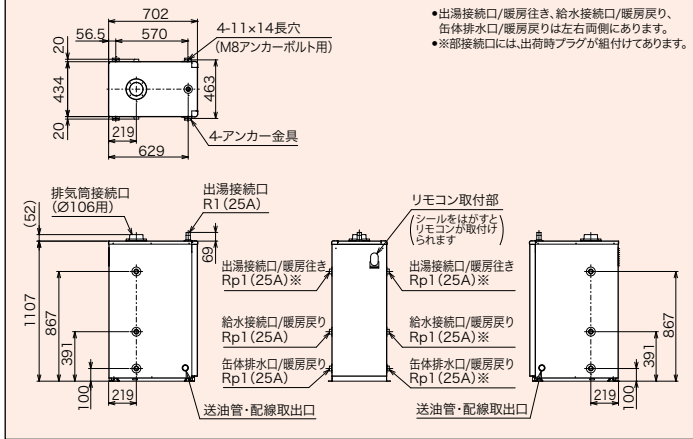 702
56.5
570
4-11×14長穴
(M8アンカーボルト用)
20
434
20
463
219
629
4-アンカー金具
•出湯接続口/暖房往き、給水接続口/暖房戻り、
缶体排水口/暖房戻りは左右両側にあります。
•※部接続口には、出荷時プラグが組付けてあります。
排気筒接続口
(Ø106用)
出湯接続口
R1(25A)
(52)
69
1107
867
391
100
219
送油管・配線取出口
リモコン取付部
(シールをはがすと
リモコンが取付け
られます)
出湯接続口/暖房往き
Rp1(25A)※
給水接続口/暖房戻り
Rp1(25A)
缶体排水口/暖房戻り
Rp1(25A)
出湯接続口/暖房往き
Rp1(25A)※
給水接続口/暖房戻り
Rp1(25A)※
缶体排水口/暖房戻り
Rp1(25A)※
送油管・配線取出口
867
391
100
219